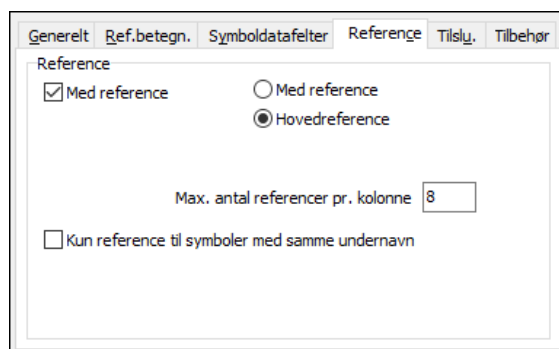 Generelt Ref.betegn. Symboldatafelter Reference Tilslu. Tilbehør
Reference
Med reference Med reference
Hovedreference
Max. antal referencer pr. kolonne 8
Kun reference til symboler med samme undernavn